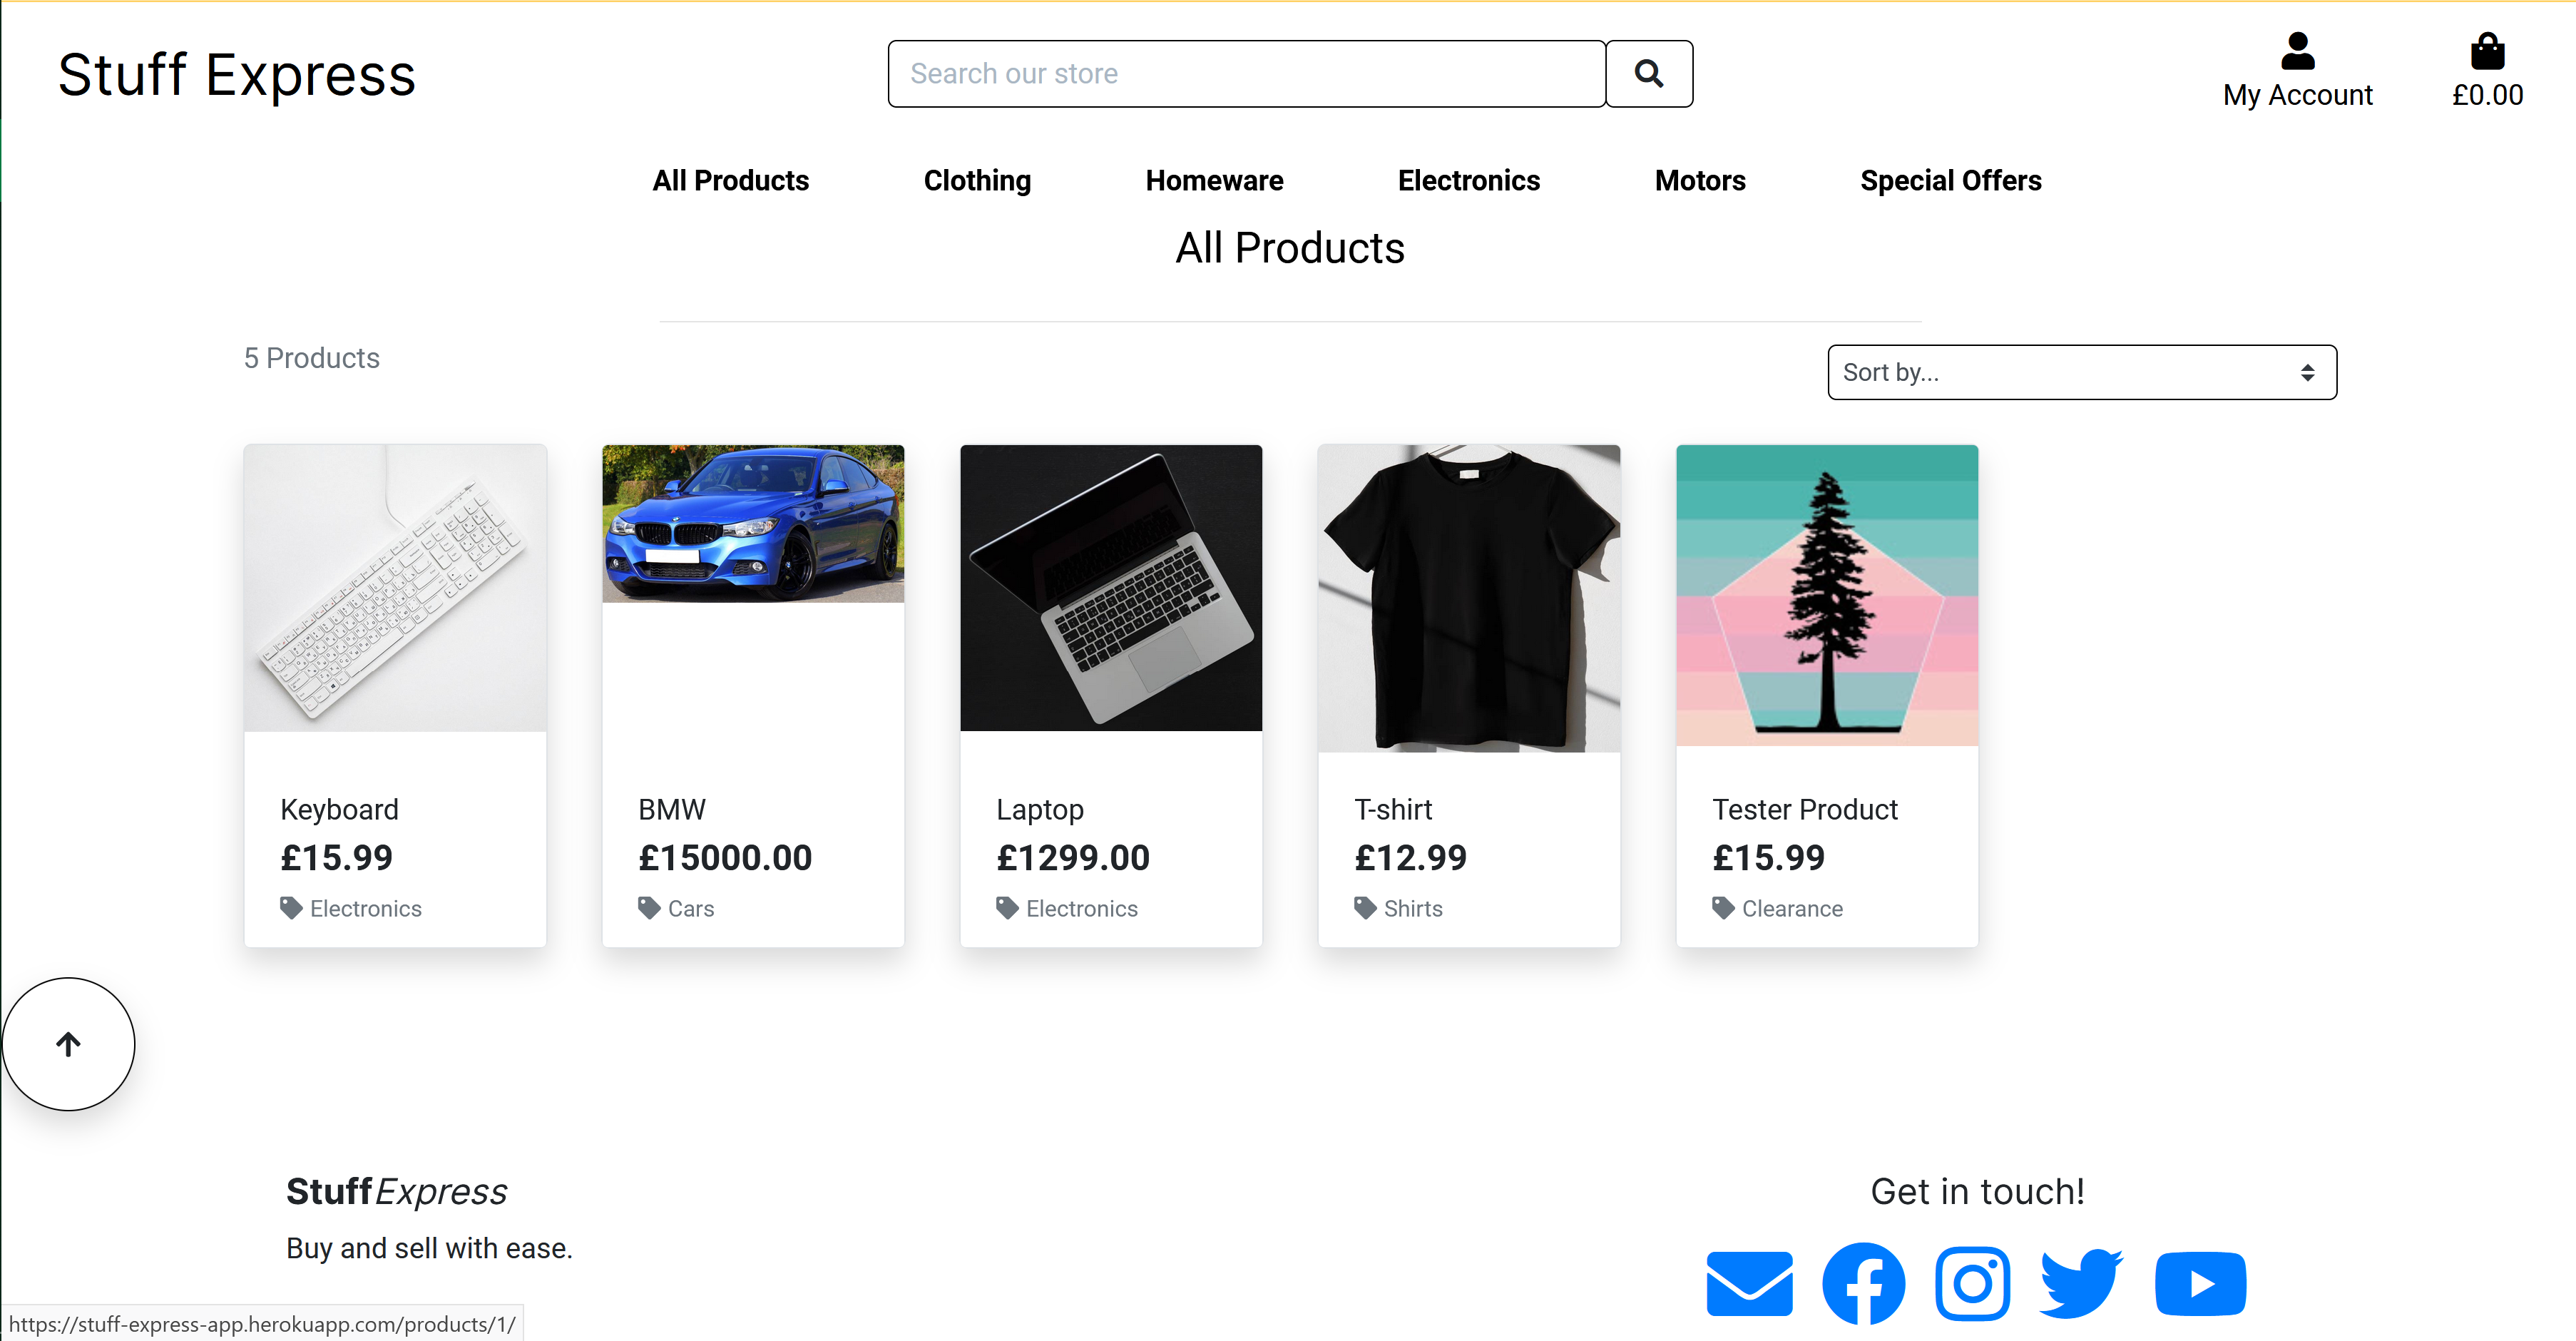 Stuff Express
Search our store
My Account
£0.00
All Products
Clothing
Homeware
Electronics
Motors
Special Offers
All Products
5 Products
Sort by...
Keyboard
£15.99
Electronics
BMW
£15000.00
Cars
Laptop
£1299.00
Electronics
T-shirt
£12.99
Shirts
Tester Product
£15.99
Clearance
StuffExpress
Buy and sell with ease.
Get in touch!
https://stuff-express-app.herokuapp.com/products/1/